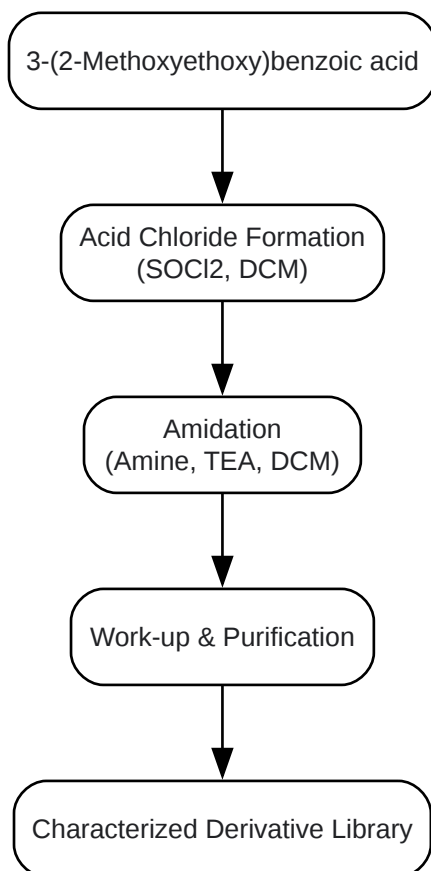 3-(2-Methoxyethoxy)benzoic acid
Acid Chloride Formation
(SOCl2, DCM)
Amidation
(Amine, TEA, DCM)
Work-up & Purification
Characterized Derivative Library